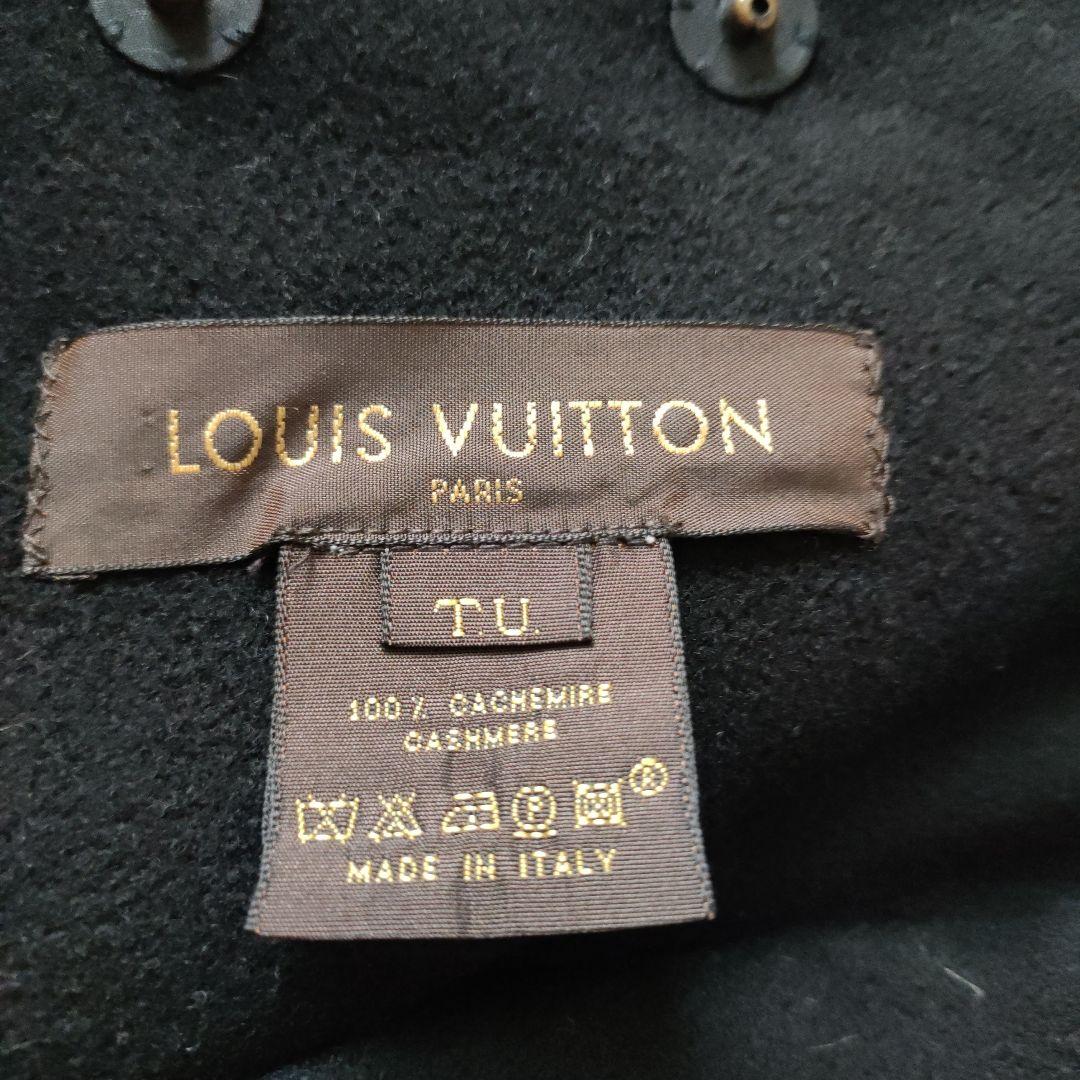 LOUIS VUITTON
PARIS
T.U.
100% CACHEMIRE
CASHMERE
P ®
MADE IN ITALY